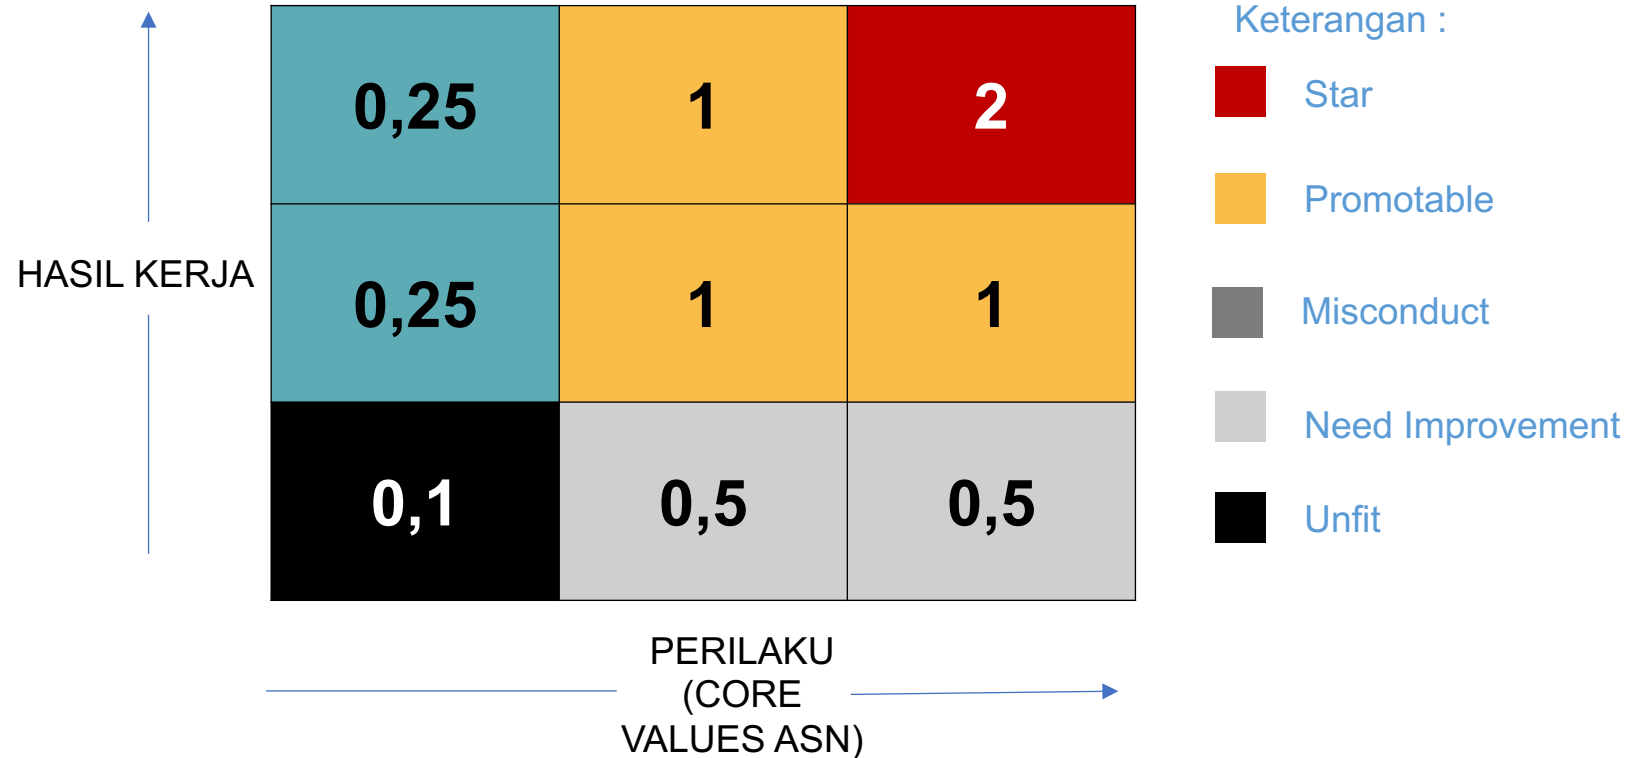 Keterangan :
0,25
1
2
Star
Promotable
HASIL KERJA
0,25
1
1
Misconduct
Need Improvement
0,1
0,5
0,5
Unfit
PERILAKU
(CORE
VALUES ASN)